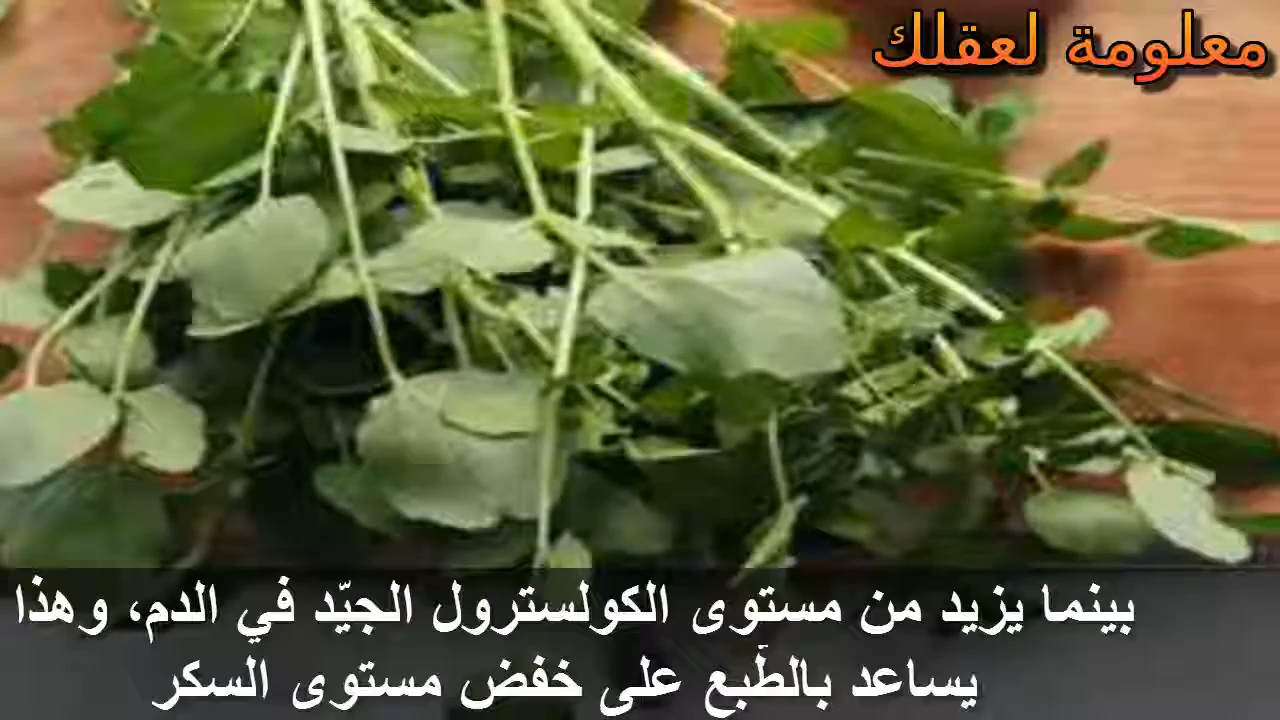 معلومة لعقلك
بينما يزيد من مستوى الكولسترول الجيّد في الدم، وهذا
يساعد بالطّبع على خفض مستوى السكر